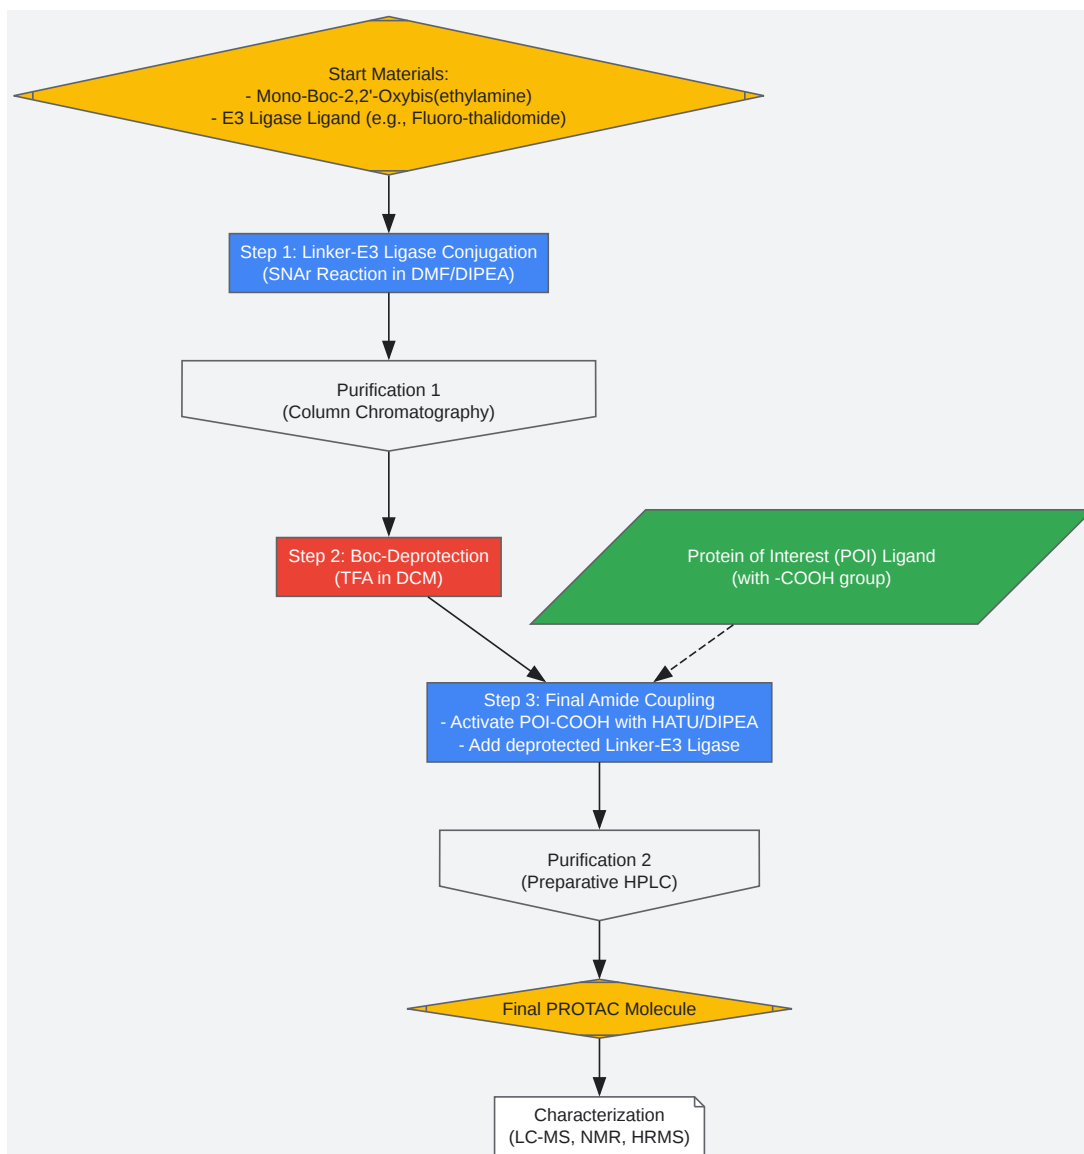 Start Materials:
- Mono-Boc-2,2'-Oxybis(ethylamine)
- E3 Ligase Ligand (e.g., Fluoro-thalidomide)
Step 1: Linker-E3 Ligase Conjugation
(SNAr Reaction in DMF/DIPEA)
Purification 1
(Column Chromatography)
Step 2: Boc-Deprotection
(TFA in DCM)
Protein of Interest (POI) Ligand
(with -COOH group)
Step 3: Final Amide Coupling
- Activate POI-COOH with HATU/DIPEA
- Add deprotected Linker-E3 Ligase
Purification 2
(Preparative HPLC)
Final PROTAC Molecule
Characterization
(LC-MS, NMR, HRMS)